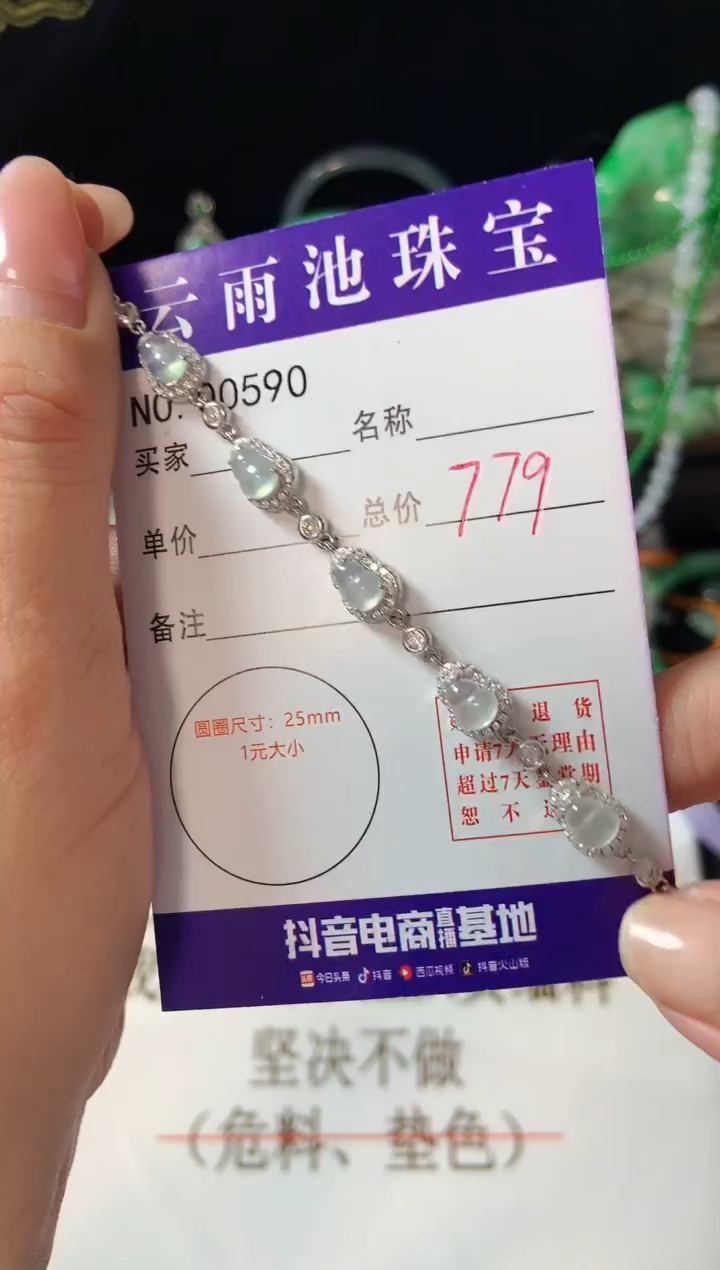 云雨池珠宝
NO. 00590
买家 名称
单价 总价 779
备注
圆圈尺寸：25mm
1元大小
退货
申请7天 理由
超过7天 期
恕不
抖音电商直播基地
头条 今日头条 抖音 西瓜视频 抖音火山版
坚决不做
（危料、垫色）